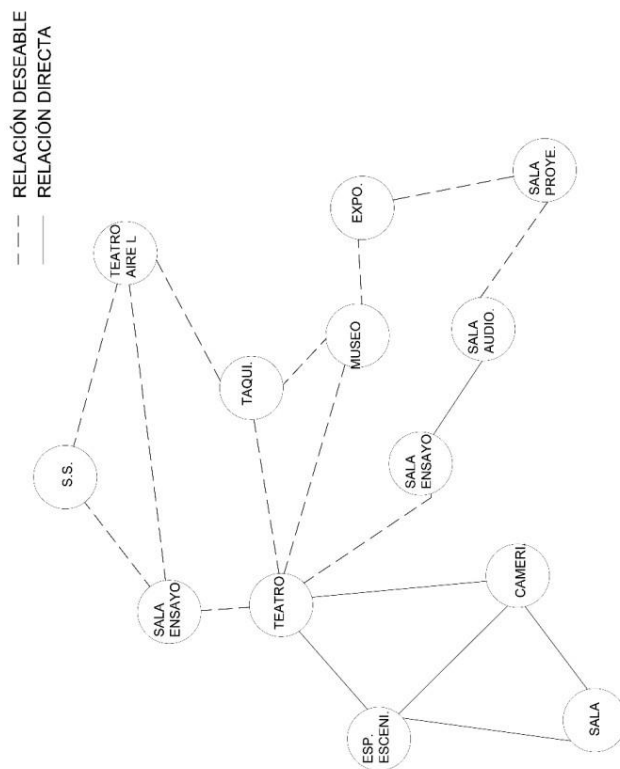 RELACIÓN DESEABLE
RELACIÓN DIRECTA
S.S.
TEATRO
AIRE L
SALA
ENSAYO
TAQUI.
TEATRO
MUSEO
EXPO.
ESP.
ESCENI.
SALA
ENSAYO
SALA
AUDIO.
SALA
PROYE.
CAMERI.
SALA